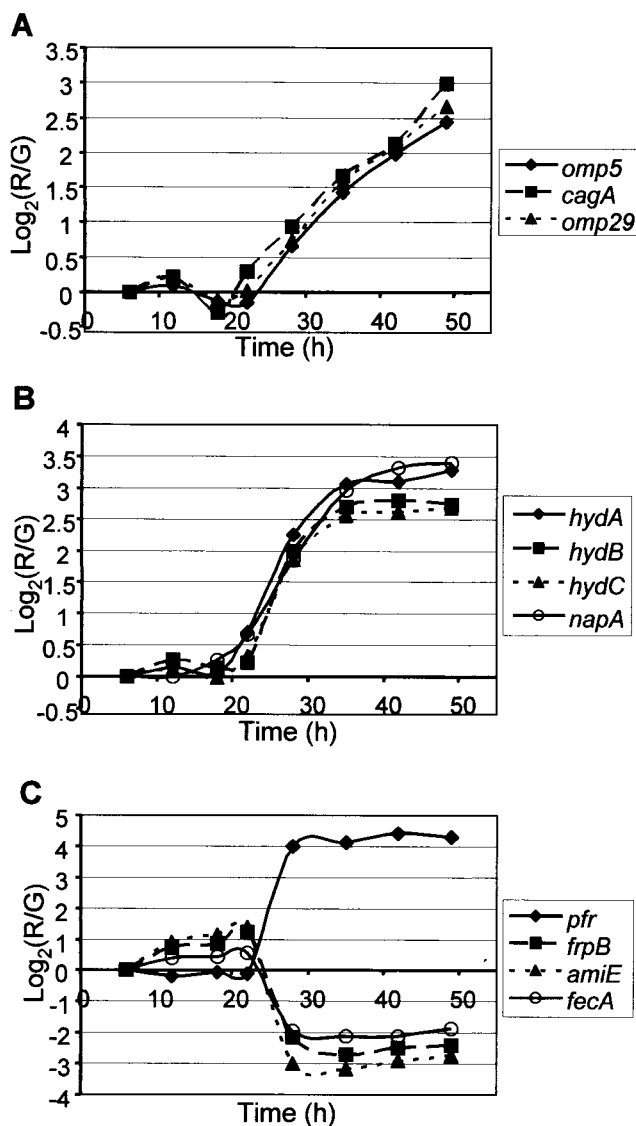 A
3.5
3
2.5
2
1.5
1
0.5
0
-0.5
Log2(R/G)
0 10 20 30 40 50
Time (h)
omp5
cagA
omp29
B
4
3.5
3
2.5
2
1.5
1
0.5
0
-0.5
Log2(R/G)
0 10 20 30 40 50
Time (h)
hydA
hydB
hydC
napA
C
5
4
3
2
1
0
-1
-2
-3
-4
Log2(R/G)
0 10 20 30 40 50
Time (h)
pfr
frpB
amiE
fecA